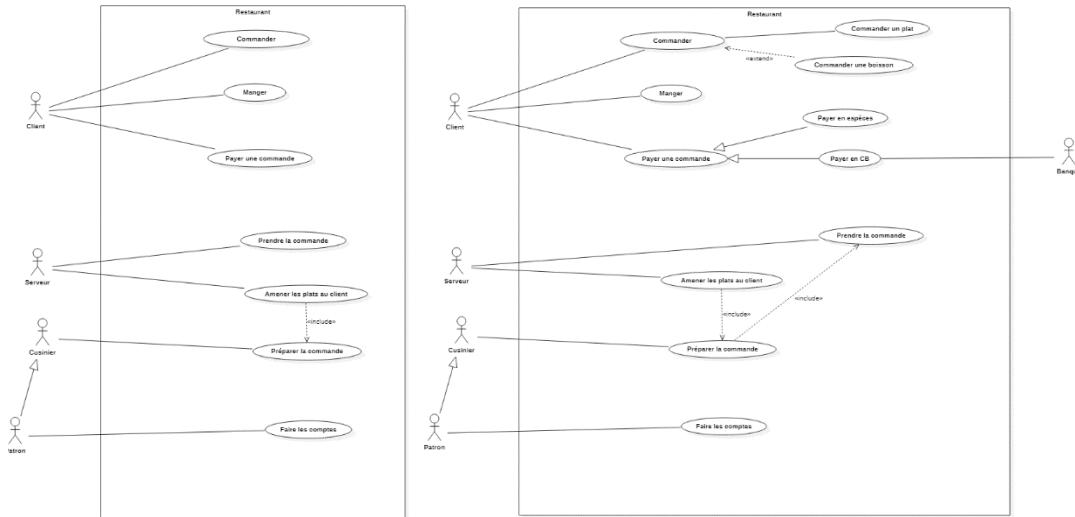 Restaurant
Commander
Manger
Client
Payer une commande
Prendre la commande
Serveur
Amener les plats au client
«include»
Cusinier
Préparer la commande
Faire les comptes
atron
Restaurant
Commander un plat
Commander
«extend»
Commander une boisson
Manger
Payer en espèces
Client
Payer une commande
Payer en CB
Banqu
Prendre la commande
Serveur
Amener les plats au client
«include»
«include»
Cusinier
Préparer la commande
Faire les comptes
Patron